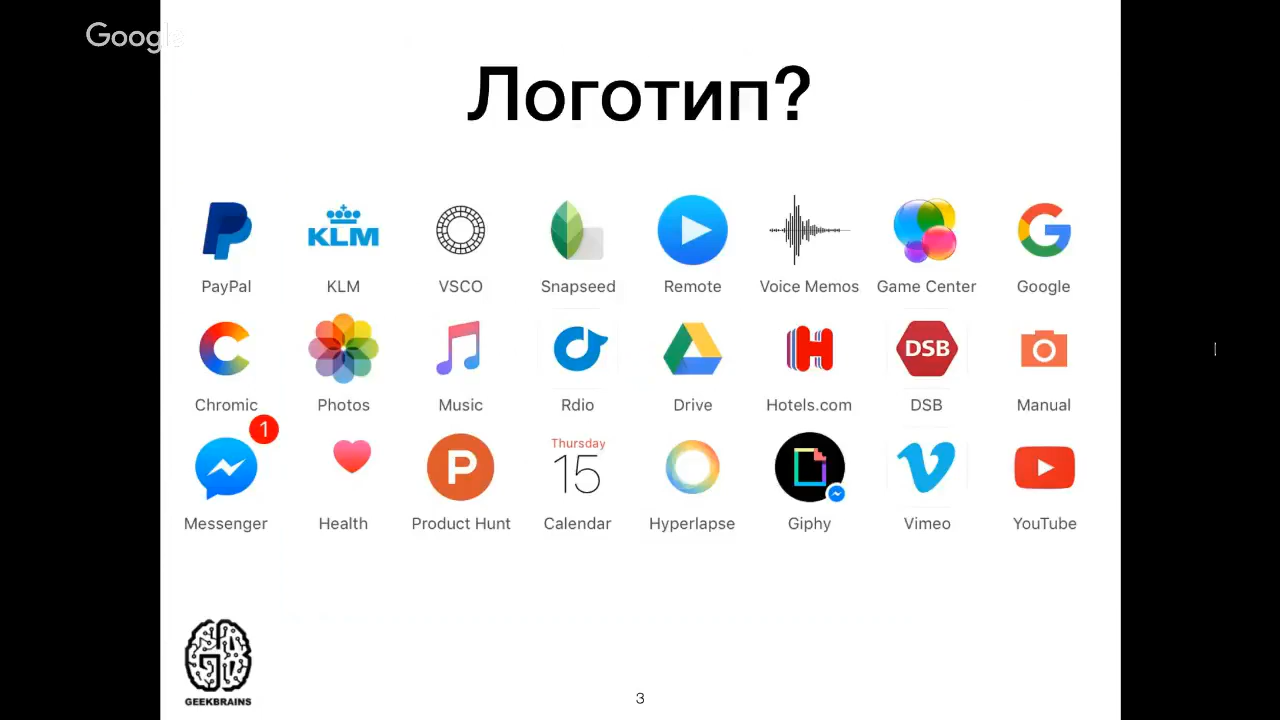 Google
Логотип?
KLM
PayPal KLM VSCO Snapseed Remote Voice Memos Game Center Google
DSB
Chromic Photos Music Rdio Drive Hotels.com DSB Manual
1
Thursday
15
Messenger Health Product Hunt Calendar Hyperlapse Giphy Vimeo YouTube
GEEKBRAINS
3